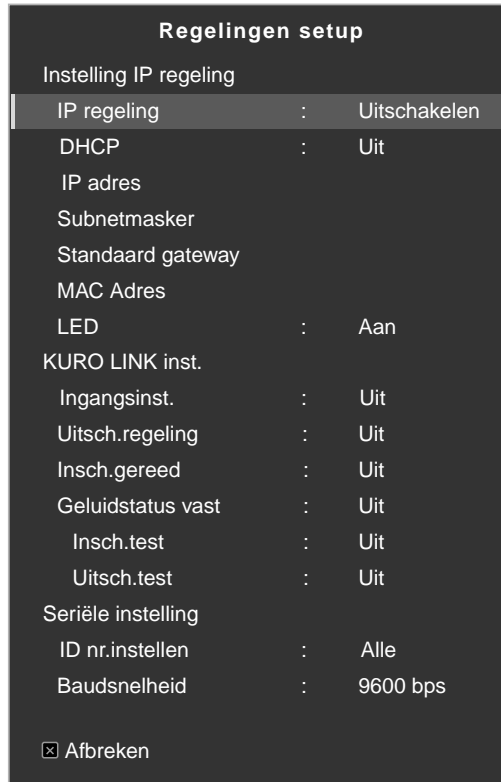 Regelingen setup
Instelling IP regeling
IP regeling : Uitschakelen
DHCP : Uit
IP adres
Subnetmasker
Standaard gateway
MAC Adres
LED : Aan
KURO LINK inst.
Ingangsinst. : Uit
Uitsch.regeling : Uit
Insch.gereed : Uit
Geluidstatus vast : Uit
Insch.test : Uit
Uitsch.test : Uit
Seriële instelling
ID nr.instellen : Alle
Baudsnelheid : 9600 bps
Afbreken